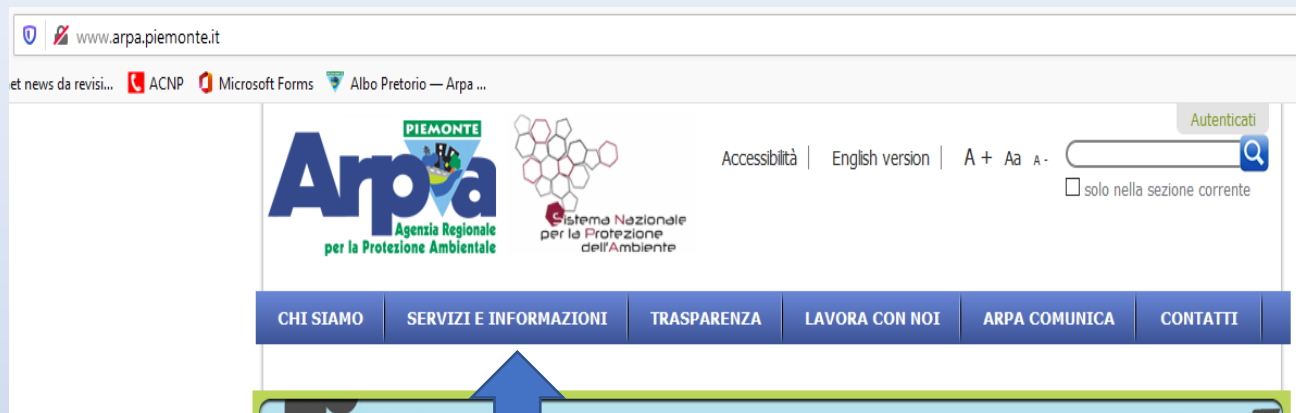 www.arpa.piemonte.it
et news da revisi... ACNP Microsoft Forms Albo Pretorio — Arpa ...
Autenticati
PIEMONTE
Arpa
Agenzia Regionale
per la Protezione Ambientale
Sistema Nazionale
per la Protezione
dell'Ambiente
Accessibilità | English version | A + Aa A -
solo nella sezione corrente
CHI SIAMO SERVIZI E INFORMAZIONI TRASPARENZA LAVORA CON NOI ARPA COMUNICA CONTATTI